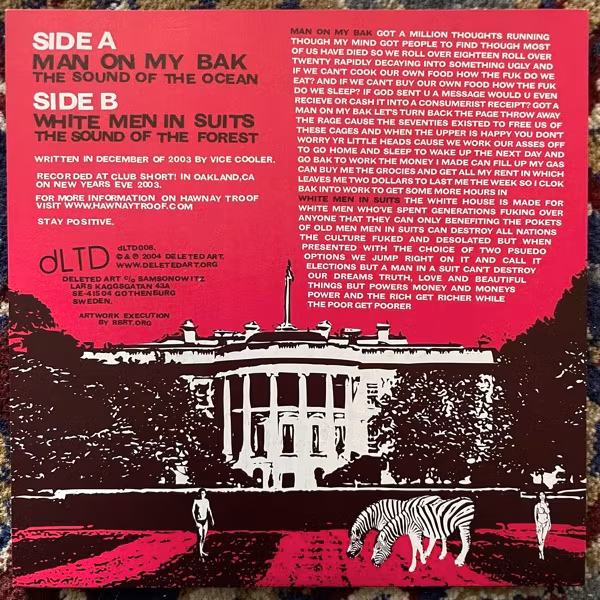 SIDE A
MAN ON MY BAK
THE SOUND OF THE OCEAN
SIDE B
WHITE MEN IN SUITS
THE SOUND OF THE FOREST
WRITTEN IN DECEMBER OF 2003 BY VICE COOLER.
RECORDED AT CLUB SHORT! IN OAKLAND,CA
ON NEW YEARS EVE 2003.
FOR MORE INFORMATION ON HAWNAY TROOF
VISIT WWW.HAWNAYTROOF.COM
STAY POSITIVE.
dLTD
dLTD008.
© & ℗ 2004 DELETED ART.
WWW.DELETEDART.ORG
DELETED ART c/o SAMSONOWITZ
LARS KAGGSGATAN 43A
SE-41504 GOTHENBURG
SWEDEN.
ARTWORK EXECUTION
BY RBRT.ORG
MAN ON MY BAK GOT A MILLION THOUGHTS RUNNING
THOUGH MY MIND GOT PEOPLE TO FIND THOUGH MOST
OF US HAVE DIED SO WE ROLL OVER EIGHTEEN ROLL OVER
TWENTY RAPIDLY DECAYING INTO SOMETHING UGLY AND
IF WE CAN'T COOK OUR OWN FOOD HOW THE FUK DO WE
EAT? AND IF WE CAN'T BUY OUR OWN FOOD HOW THE FUK
DO WE SLEEP? IF GOD SENT U A MESSAGE WOULD U EVEN
RECIEVE OR CASH IT INTO A CONSUMERIST RECEIPT? GOT A
MAN ON MY BAK LET'S TURN BACK THE PAGE THROW AWAY
THE RAGE CAUSE THE SEVENTIES EXISTED TO FREE US OF
THESE CAGES AND WHEN THE UPPER IS HAPPY YOU DON'T
WORRY YR LITTLE HEADS CAUSE WE WORK OUR ASSES OFF
TO GO HOME AND SLEEP TO WAKE UP THE NEXT DAY AND
GO BAK TO WORK THE MONEY I MADE CAN FILL UP MY GAS
CAN BUY ME THE GROCIES AND GET ALL MY RENT IN WHICH
LEAVES ME TWO DOLLARS TO LAST ME THE WEEK SO I CLOK
BAK INTO WORK TO GET SOME MORE HOURS IN
WHITE MEN IN SUITS THE WHITE HOUSE IS MADE FOR
WHITE MEN WHO'VE SPENT GENERATIONS FUKING OVER
ANYONE THAT THEY CAN ONLY BENEFITING THE POKETS
OF OLD MEN MEN IN SUITS CAN DESTROY ALL NATIONS
THE CULTURE FUKED AND DESOLATED BUT WHEN
PRESENTED WITH THE CHOICE OF TWO PSUEDO
OPTIONS WE JUMP RIGHT ON IT AND CALL IT
ELECTIONS BUT A MAN IN A SUIT CAN'T DESTROY
OUR DREAMS TRUTH, LOVE AND BEAUTIFUL
THINGS BUT POWERS MONEY AND MONEYS
POWER AND THE RICH GET RICHER WHILE
THE POOR GET POORER